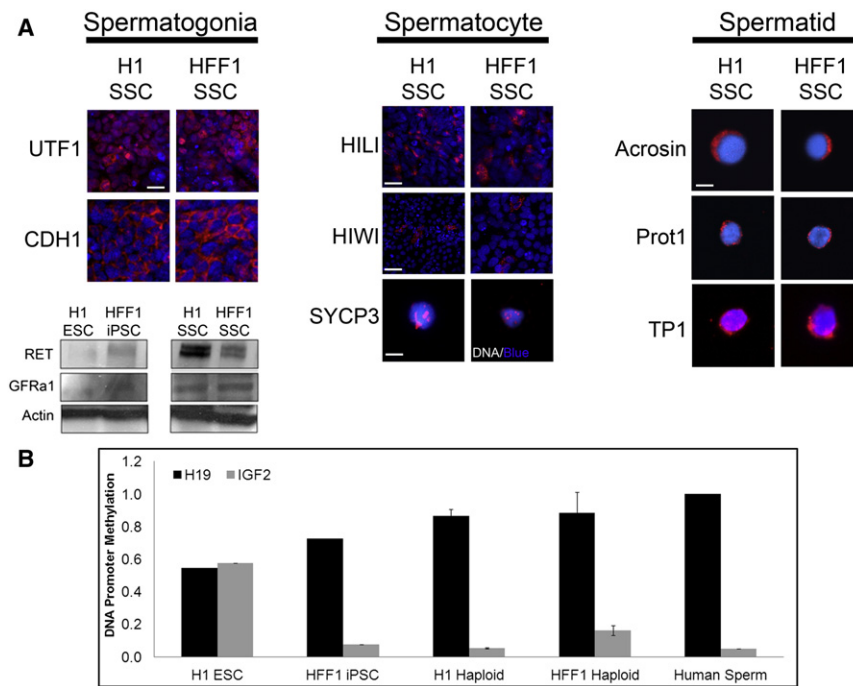 A
Spermatogonia
H1 SSC
HFF1 SSC
UTF1
CDH1
H1 ESC
HFF1 iPSC
H1 SSC
HFF1 SSC
RET
GFRa1
Actin
Spermatocyte
H1 SSC
HFF1 SSC
HILI
HIWI
SYCP3
DNA/Blue
Spermatid
H1 SSC
HFF1 SSC
Acrosin
Prot1
TP1
B
H19
IGF2
DNA Promoter Methylation
1.2
1.0
0.8
0.6
0.4
0.2
0.0
H1 ESC
HFF1 iPSC
H1 Haploid
HFF1 Haploid
Human Sperm